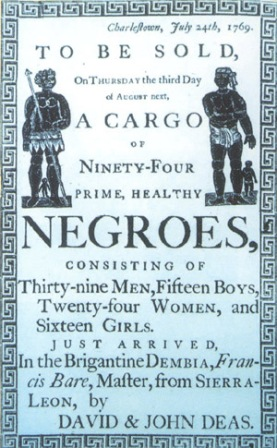 Charlestown, July 24th, 1769.
TO BE SOLD,
On THURSDAY the third Day
of AUGUST next,
A CARGO
OF
NINETY-FOUR
PRIME, HEALTHY
NEGROES,
CONSISTING OF
Thirty-nine MEN, Fifteen BOYS,
Twenty-four WOMEN, and
Sixteen GIRLS.
JUST ARRIVED,
In the Brigantine DEMBIA, Fran-
cis Bare, Master, from SIERRA-
LEON, by
DAVID & JOHN DEAS.